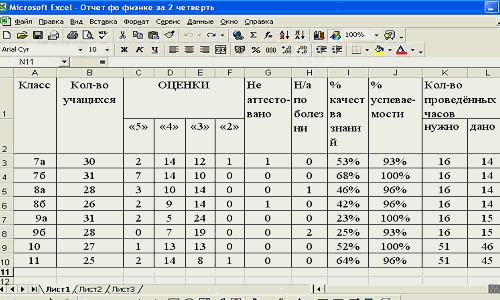 Microsoft Excel - Отчет фо физике за 2 четверть
Файл Правка Вид Вставка Формат Сервис Данные Окно Справка
Arial Cyr 10
N11
A B C D E F G H I J K L
1 Класс Кол-во учащихся ОЦЕНКИ Не аттесто-вано Н/а по болезни % качества знаний % успевае-мости Кол-во проведённых часов
2 «5» «4» «3» «2» нужно дано
3 7а 30 2 14 12 1 1 0 53% 93% 16 14
4 7б 31 7 14 10 0 0 0 68% 100% 16 14
5 8а 28 3 10 14 0 0 1 46% 96% 16 14
6 8б 26 2 9 14 0 1 0 42% 96% 16 14
7 9а 31 2 5 24 0 0 0 23% 100% 16 15
8 9б 28 0 7 19 0 0 2 25% 93% 16 15
9 10 27 1 13 13 0 0 0 52% 100% 51 46
10 11 25 2 14 8 1 0 0 64% 96% 51 45
11
12
Лист1 Лист2 Лист3